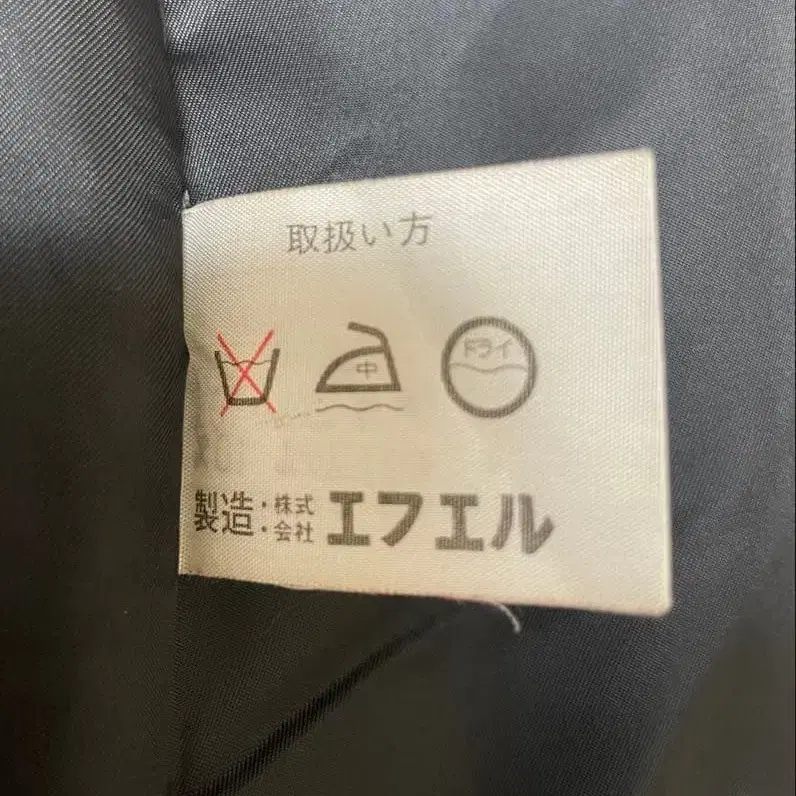 取扱い方
中 ドライ
製造:株式会社 エフエル